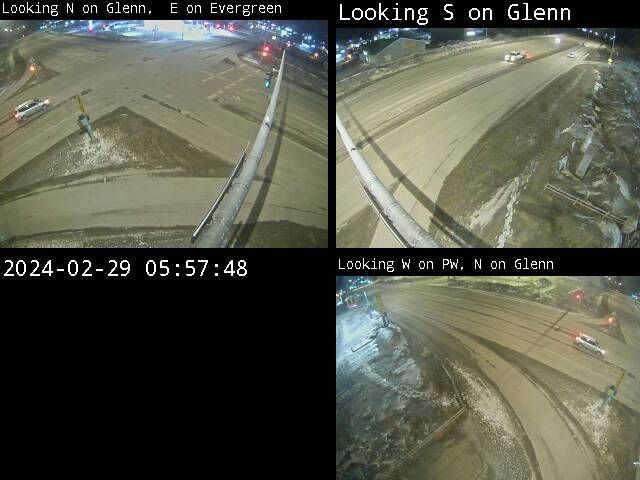 Looking N on Glenn,  E on Evergreen
Looking S on Glenn
2024-02-29 05:57:48
Looking W on PW, N on Glenn